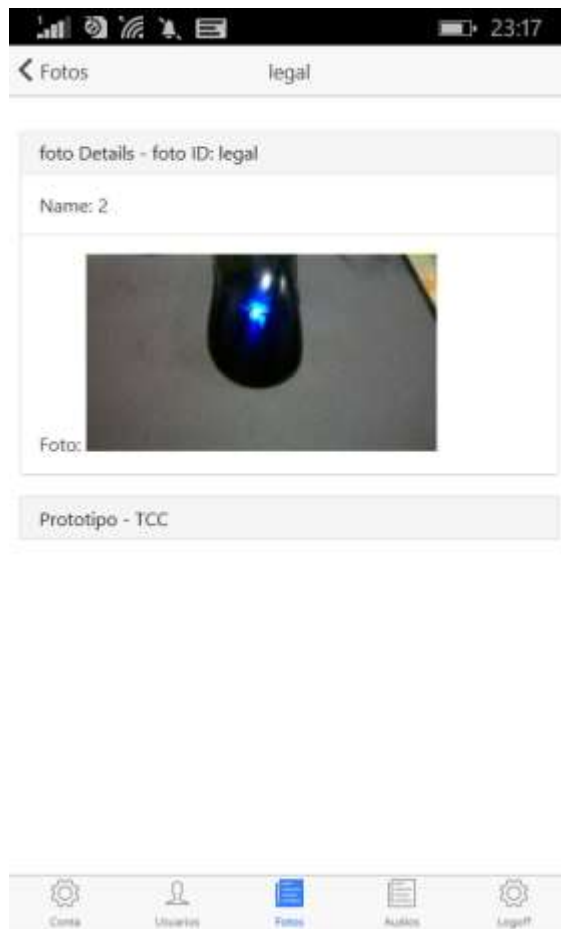 23:17
Fotos legal
foto Details - foto ID: legal
Name: 2
Foto:
Prototipo - TCC
Conta Usuarios Fotos Audios Logoff